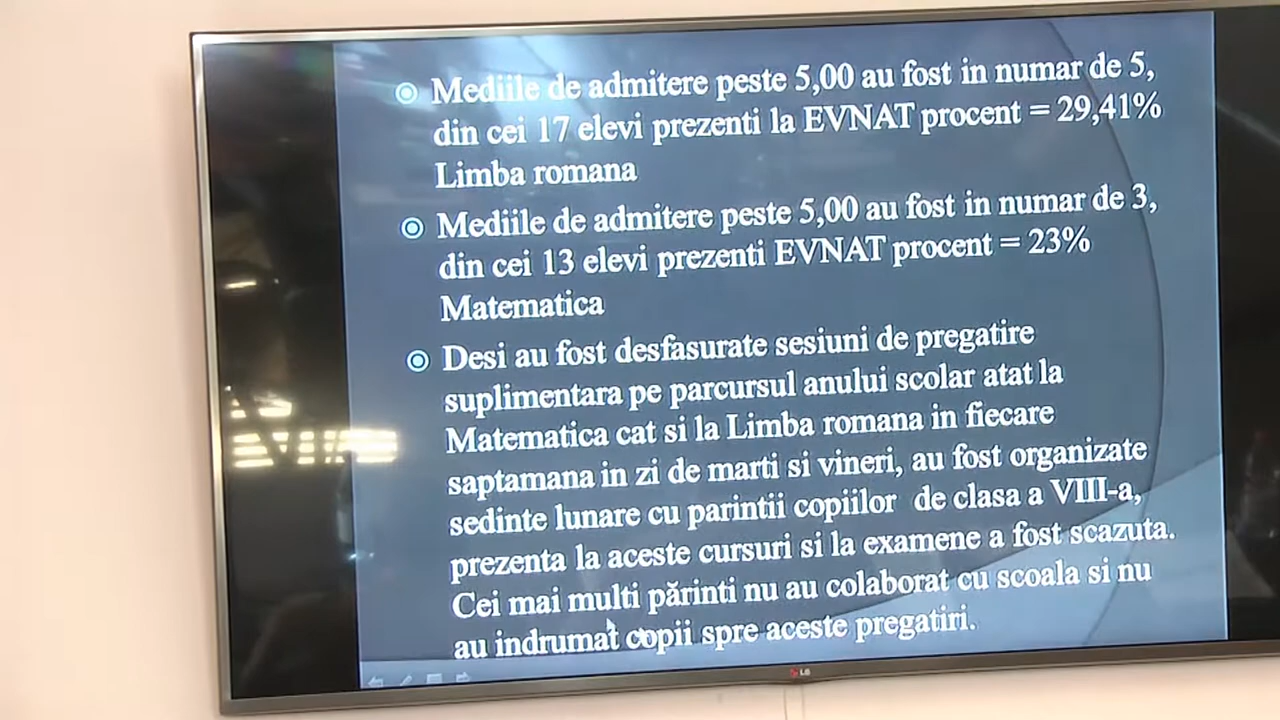 Mediile de admitere peste 5,00 au fost in numar de 5,
din cei 17 elevi prezenti la EVNAT procent = 29,41%
Limba romana
Mediile de admitere peste 5,00 au fost in numar de 3,
din cei 13 elevi prezenti EVNAT procent = 23%
Matematica
Desi au fost desfasurate sesiuni de pregatire
suplimentara pe parcursul anului scolar atat la
Matematica cat si la Limba romana in fiecare
saptamana in zi de marti si vineri, au fost organizate
sedinte lunare cu parintii copiilor de clasa a VIII-a,
prezenta la aceste cursuri si la examene a fost scazuta.
Cei mai multi părinti nu au colaborat cu scoala si nu
au indrumat copii spre aceste pregatiri.
LG